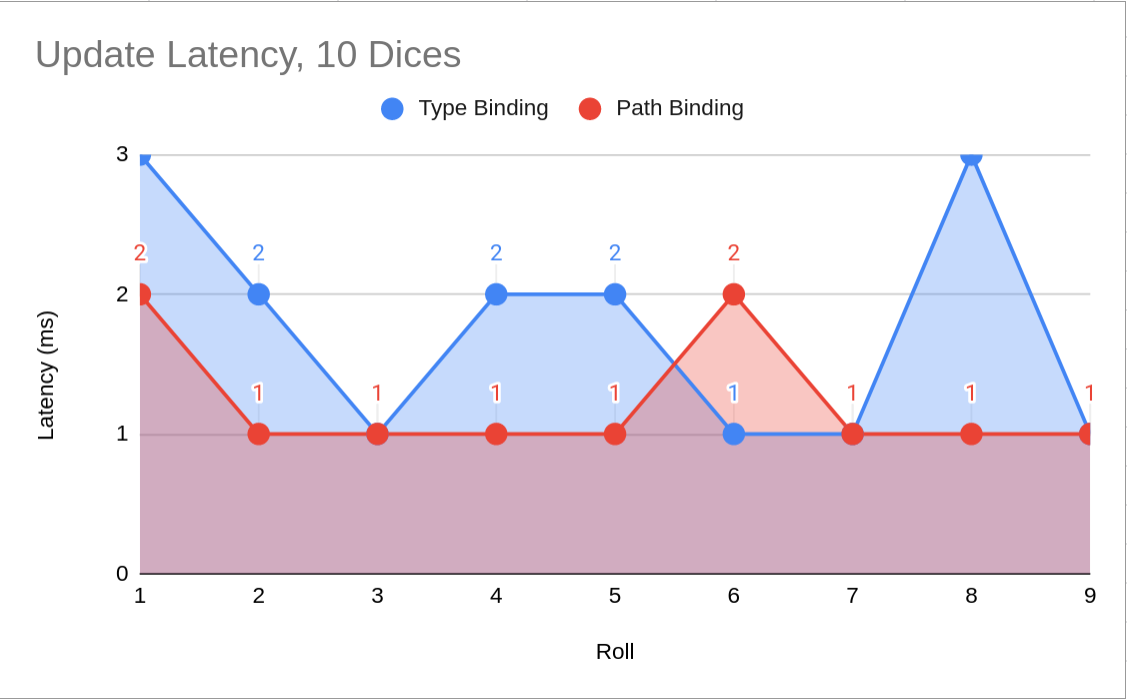 Update Latency, 10 Dices
Type Binding Path Binding
3
2 2 2 2 2
2
Latency (ms)
1 1 1 1 1 1 1 1
1
0
1 2 3 4 5 6 7 8 9
Roll